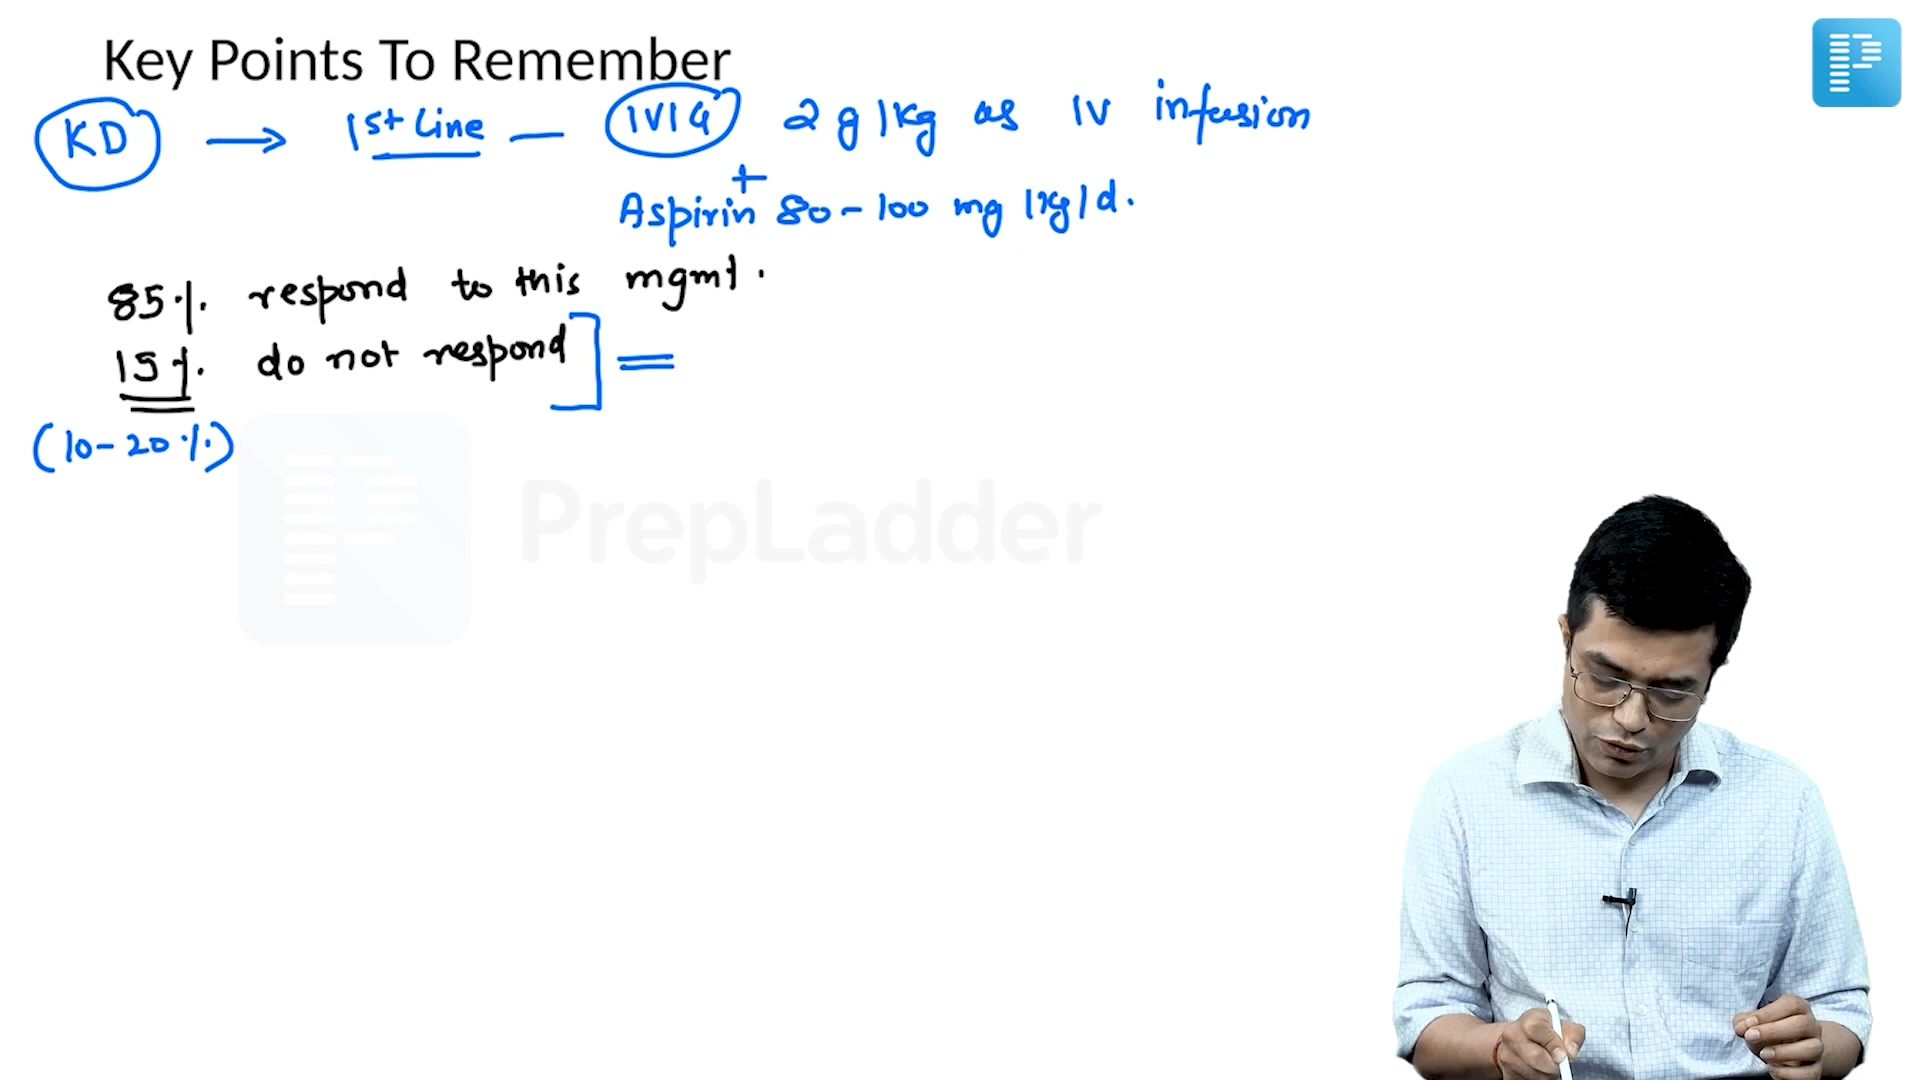 Key Points To Remember
KD → 1st Line — IVIG 2 g/kg as IV infusion
+
Aspirin 80-100 mg/kg/d.
85% respond to this mgmt.
15% do not respond] =
(10-20%)
PrepLadder